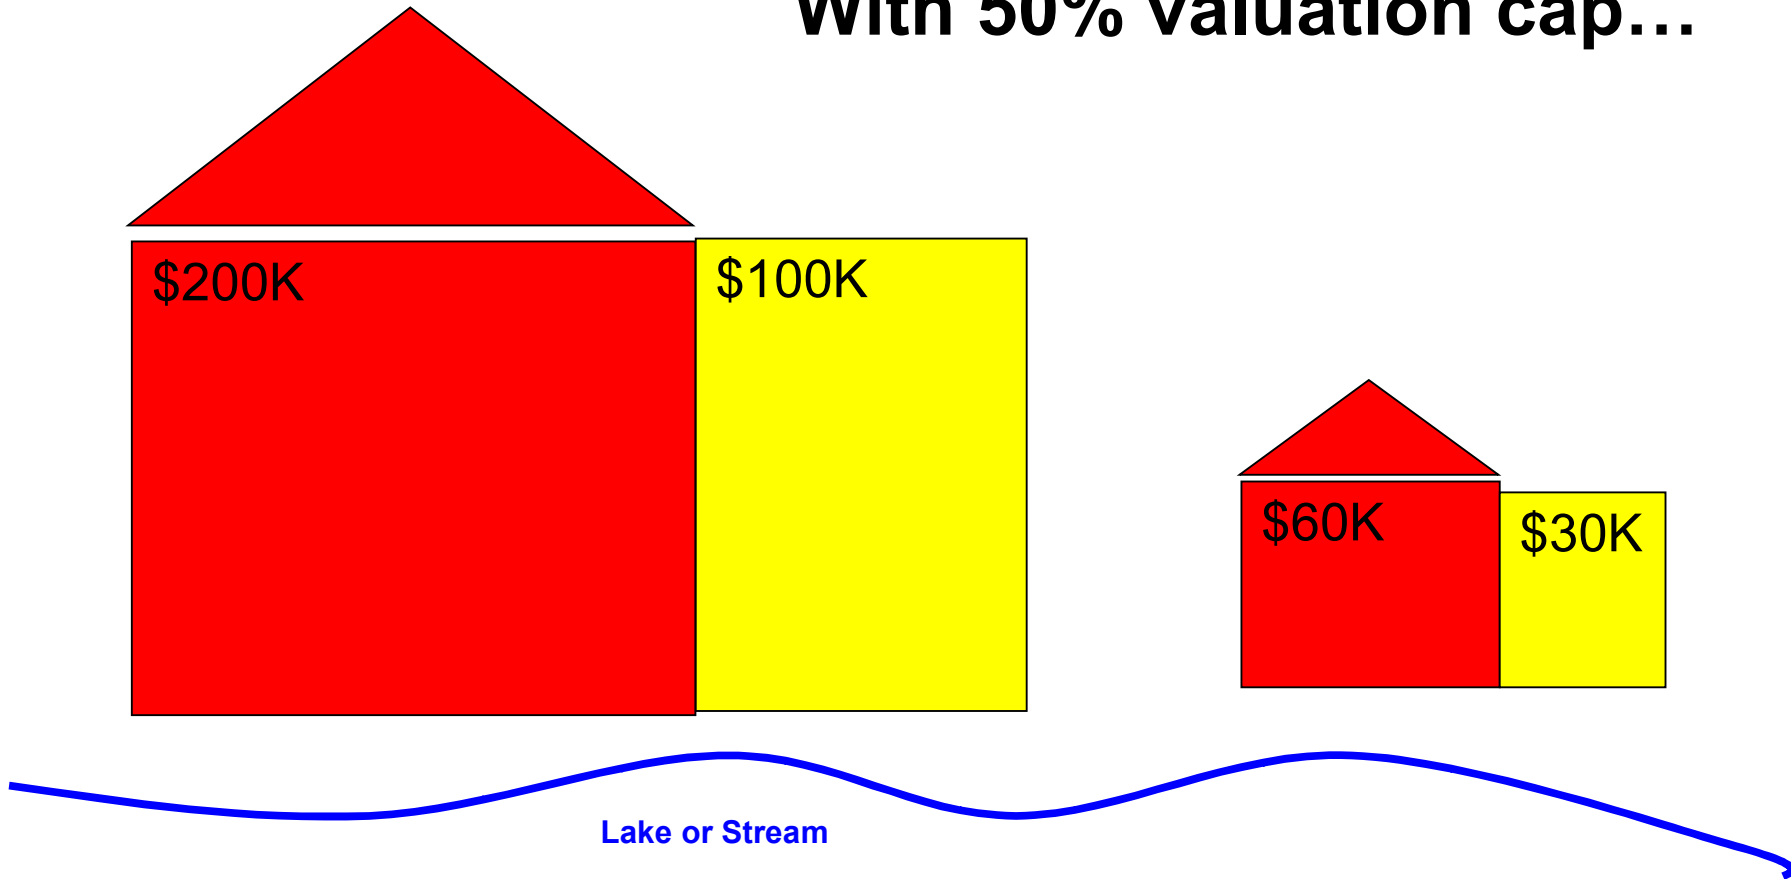 With 50% valuation cap…
$200K
$100K
$60K
$30K
Lake or Stream